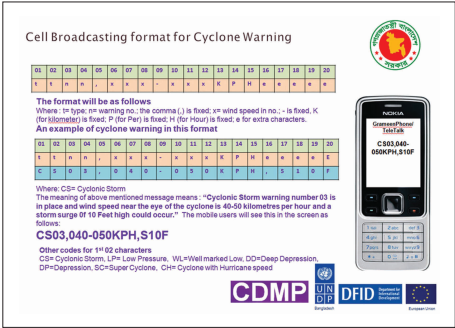 Cell Broadcasting format for Cyclone Warning
গণপ্রজাতন্ত্রী বাংলাদেশ
সরকার
01 02 03 04 05 06 07 08 09 10 11 12 13 14 15 16 17 18 19 20
t t n n , x x x - x x x K P H e e e e e
The format will be as follows
Where : t= type; n= warning no.; the comma (,) is fixed; x= wind speed in no.; - is fixed, K
(for kilometer) is fixed; P (for Per) is fixed; H (for Hour) is fixed; e for extra characters.
An example of cyclone warning in this format
01 02 03 04 05 06 07 08 09 10 11 12 13 14 15 16 17 18 19 20
t t n n , x x x - x x x K P H e e e e E
C S 0 3 , 0 4 0 - 0 5 0 K P H , S 1 0 F
Where: CS= Cyclonic Storm
The meaning of above mentioned message means : "Cyclonic Storm warning number 03 is
in place and wind speed near the eye of the cyclone is 40-50 kilometres per hour and a
storm surge 0f 10 Feet high could occur." The mobile users will see this in the screen as
follows:
CS03,040-050KPH,S10F
Other codes for 1st 02 characters
CS= Cyclonic Storm, LP= Low Pressure, WL=Well marked Low, DD=Deep Depression,
DP=Depression, SC=Super Cyclone, CH= Cyclone with Hurricane speed
NOKIA
GrameenPhone/
TeleTalk
CS03,040-
050KPH,S10F
CDMP
UN
DP
Bangladesh
DFID
Department for
International
Development
European Union